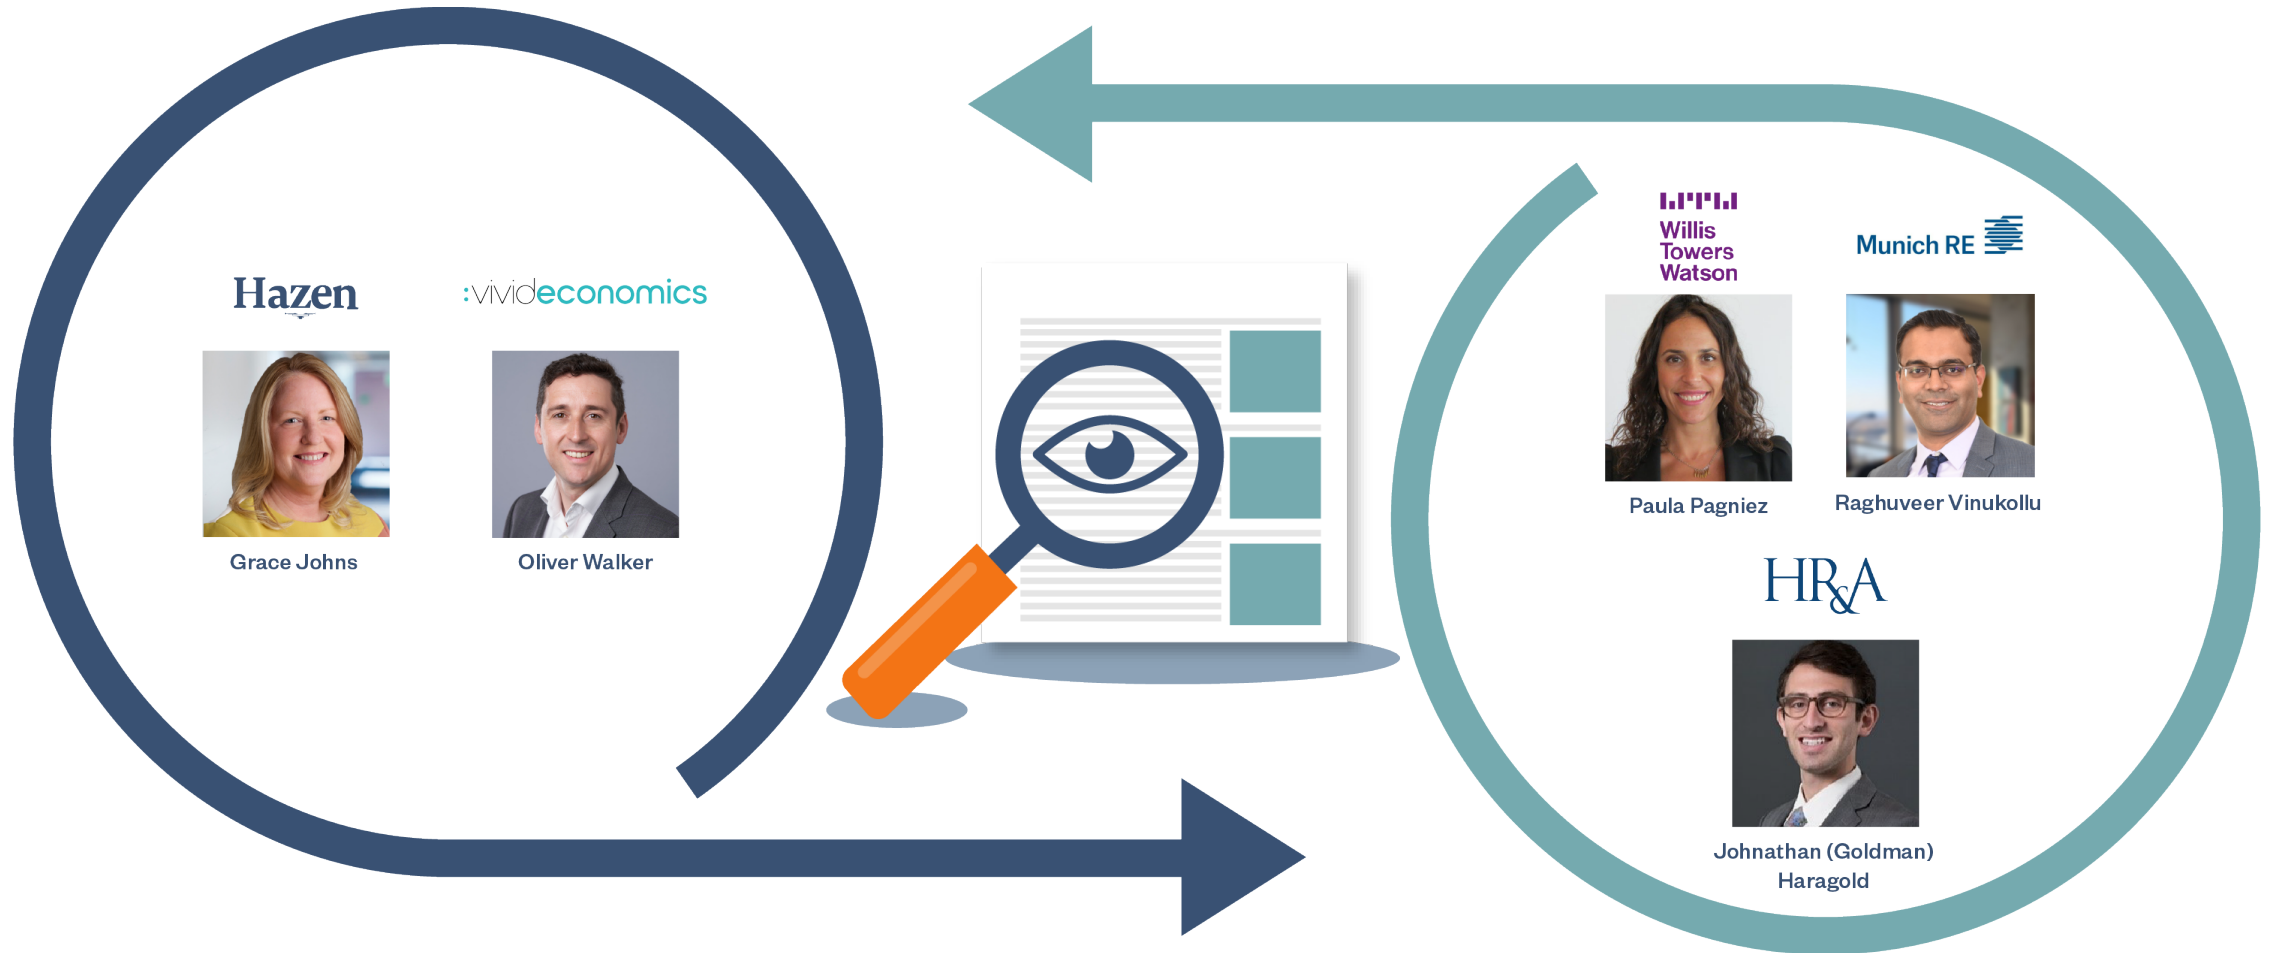 Hazen
:vivideconomics
Grace Johns
Oliver Walker
Willis
Towers
Watson
Munich RE
Paula Pagniez
Raghuveer Vinukollu
HR&A
Johnathan (Goldman)
Haragold